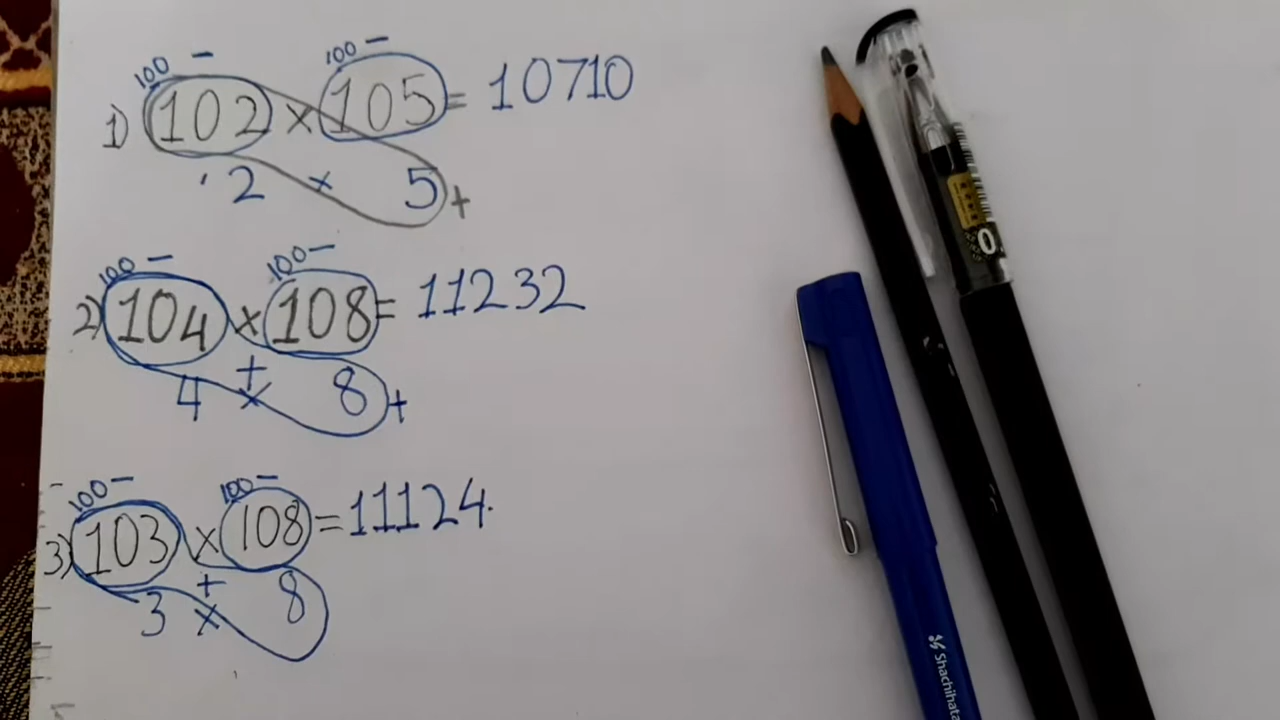 100 - 100 -
1) 102 × 105 = 10710
2 × 5 +
100 - 100 -
2) 104 × 108 = 11232
+
4 × 8 +
100 - 100 -
3) 103 × 108 = 11124.
+
3 × 8
0.
Shachihata